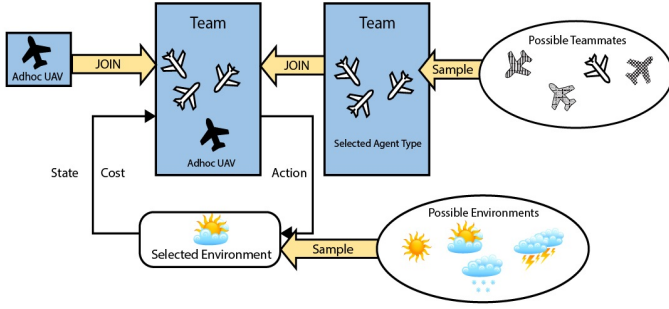 Team
Team
Possible Teammates
Adhoc UAV
JOIN
JOIN
Sample
Selected Agent Type
Adhoc UAV
State
Cost
Action
Possible Environments
Selected Environment
Sample